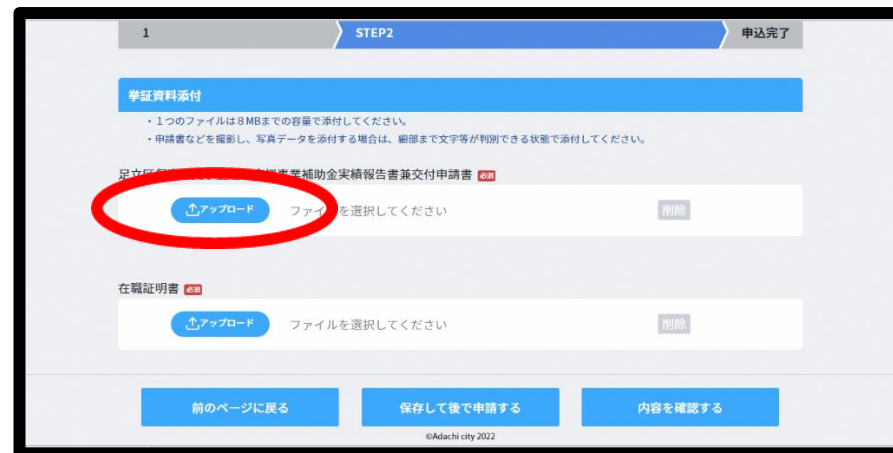 1
STEP2
申込完了
挙証資料添付
・1つのファイルは8MBまでの容量で添付してください。
・申請書などを撮影し、写真データを添付する場合は、細部まで文字等が判別できる状態で添付してください。
足立区 事業補助金実績報告書兼交付申請書 必須
アップロード ファイルを選択してください 削除
在職証明書 必須
アップロード ファイルを選択してください 削除
前のページに戻る 保存して後で申請する 内容を確認する
©Adachi city 2022